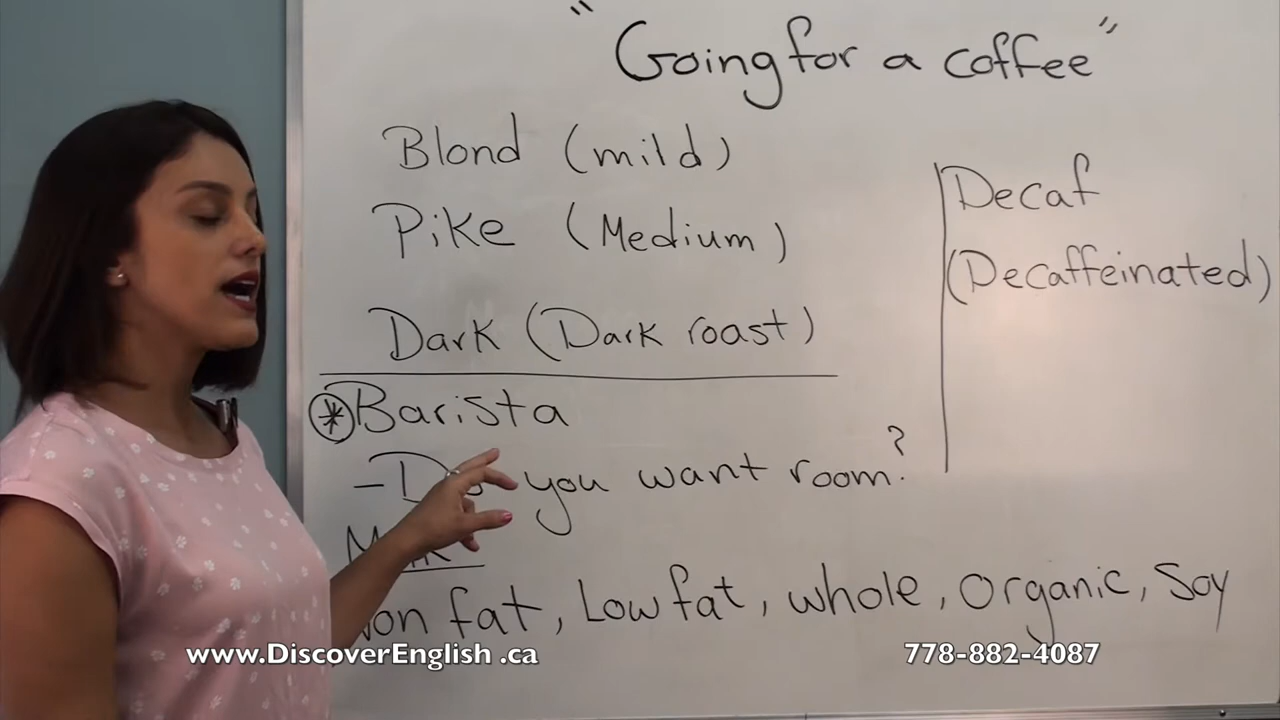 "Going for a coffee"
Blond (mild)
Pike (Medium)
Dark (Dark roast)
Decaf
(Decaffeinated)
* Barista
- Do you want room?
Milk
Non fat, Low fat, whole, Organic, Soy
www.DiscoverEnglish .ca
778-882-4087